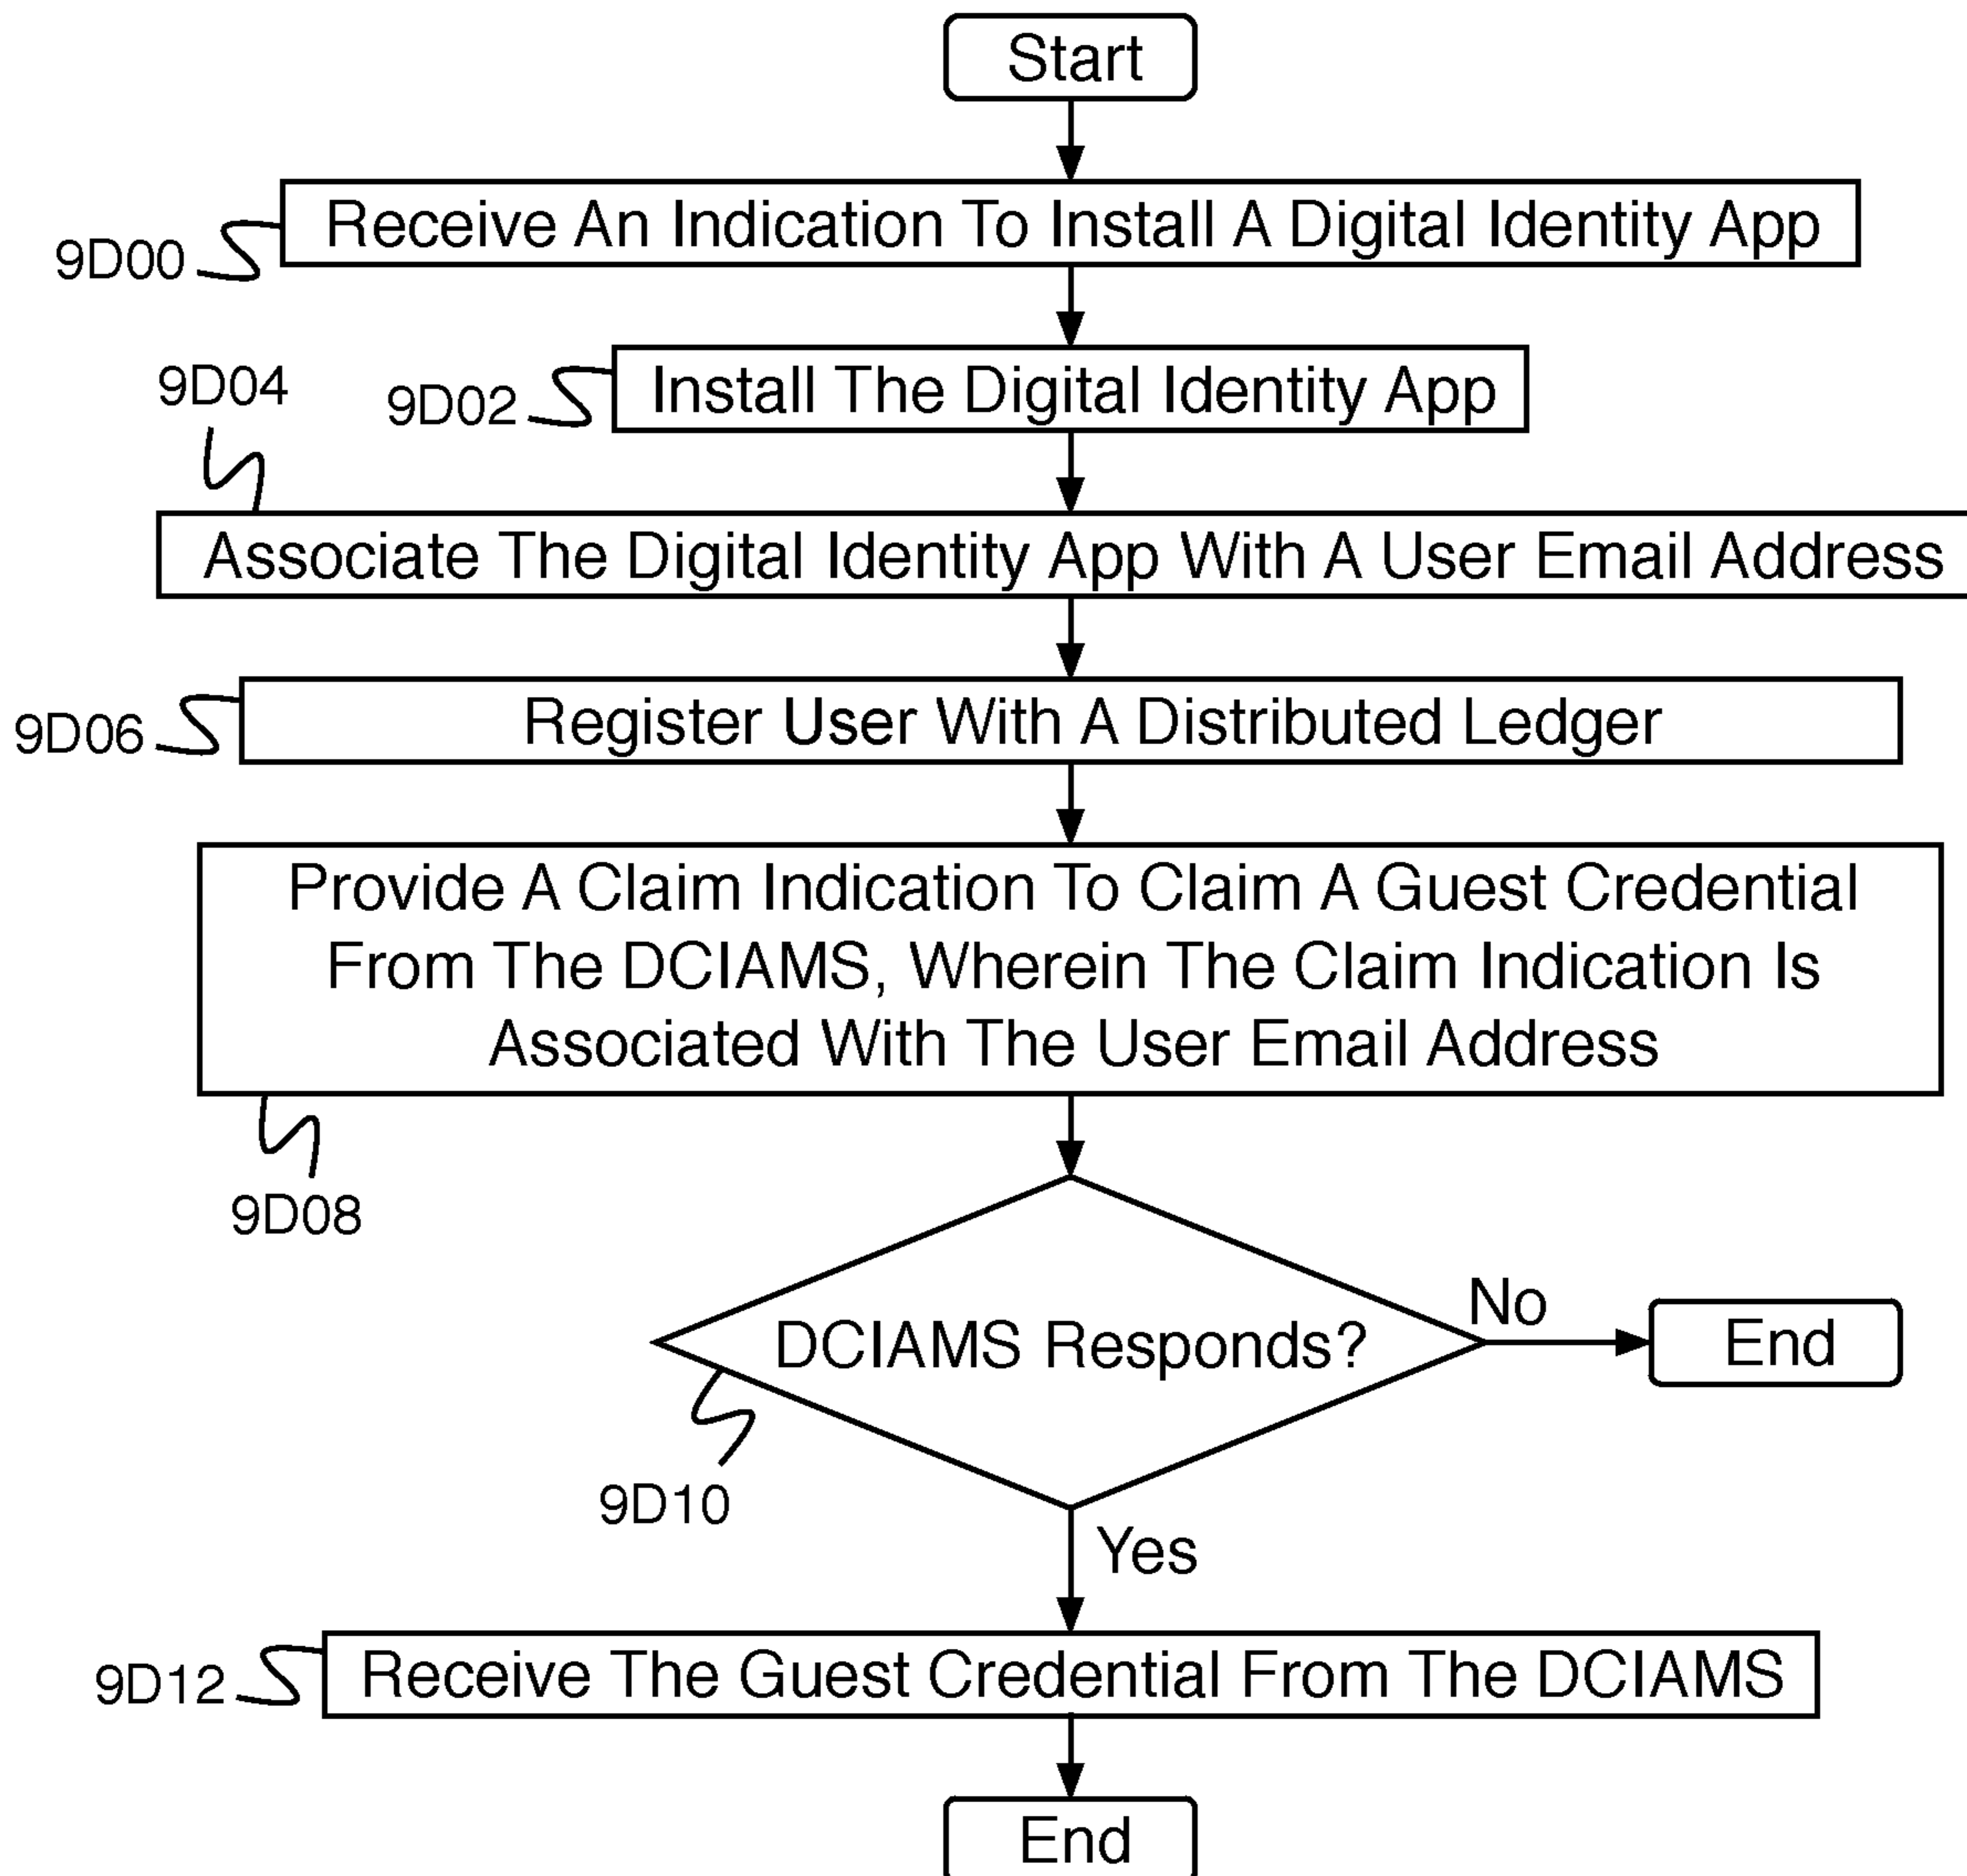 Start
Receive An Indication To Install A Digital Identity App
9D00
9D04
9D02
Install The Digital Identity App
Associate The Digital Identity App With A User Email Address
Register User With A Distributed Ledger
9D06
Provide A Claim Indication To Claim A Guest Credential
From The DCIAMS, Wherein The Claim Indication Is
Associated With The User Email Address
9D08
DCIAMS Responds?
No
End
9D10
Yes
Receive The Guest Credential From The DCIAMS
9D12
End